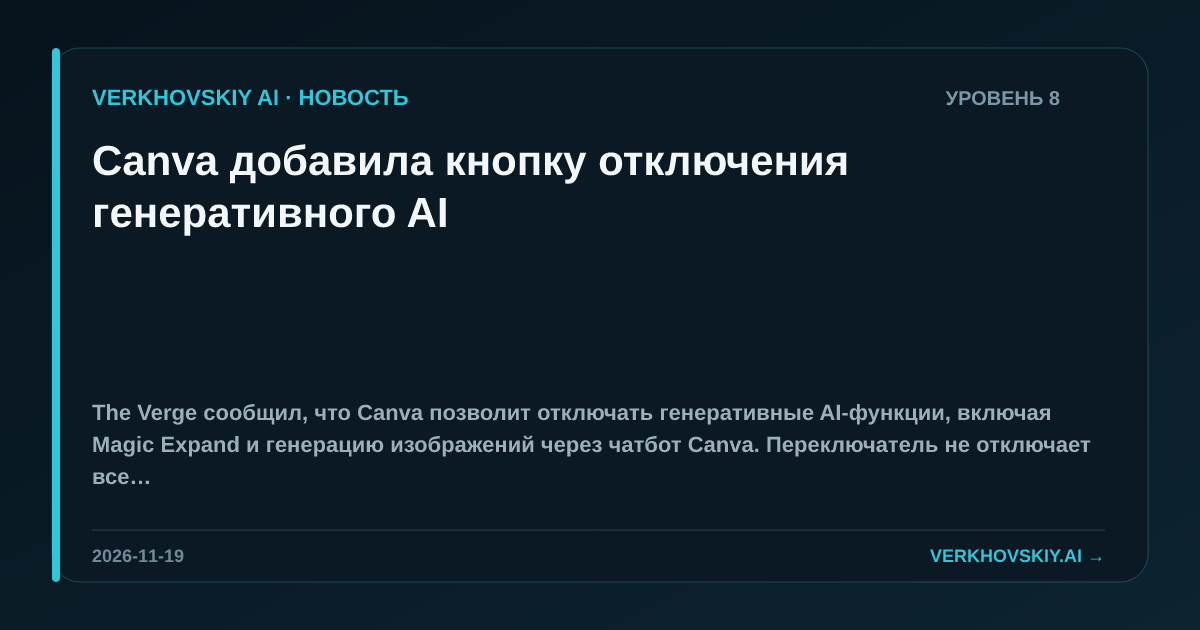 VERKHOVSKIY AI · НОВОСТЬ
УРОВЕНЬ 8
Canva добавила кнопку отключения
генеративного AI
The Verge сообщил, что Canva позволит отключать генеративные AI-функции, включая
Magic Expand и генерацию изображений через чатбот Canva. Переключатель не отключает
все…
2026-11-19
VERKHOVSKIY.AI →